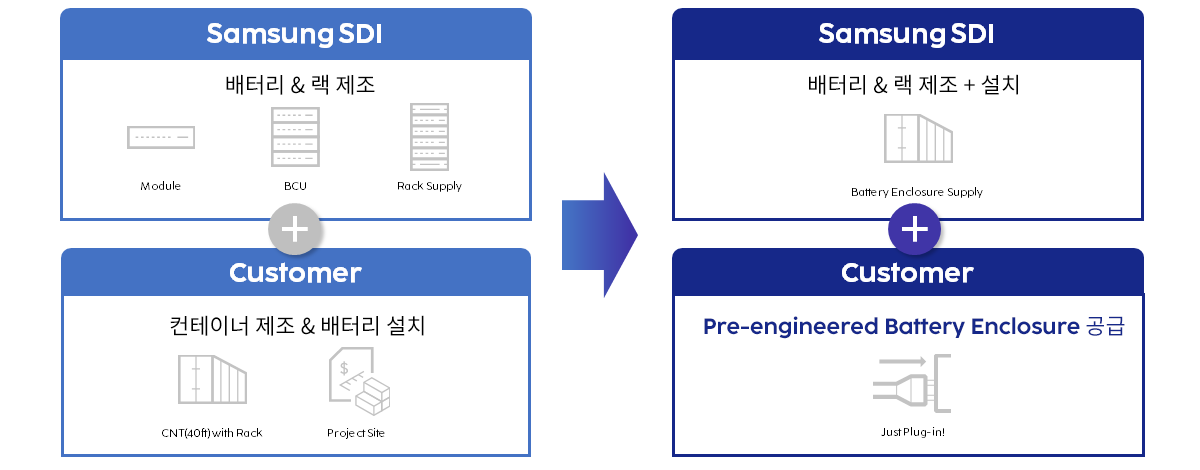 Samsung SDI
배터리 & 랙 제조
Module
BCU
Rack Supply
Customer
컨테이너 제조 & 배터리 설치
$
CNT(40ft) with Rack
Project Site
Samsung SDI
배터리 & 랙 제조 + 설치
Battery Enclosure Supply
Customer
Pre-engineered Battery Enclosure 공급
Just Plug-in!